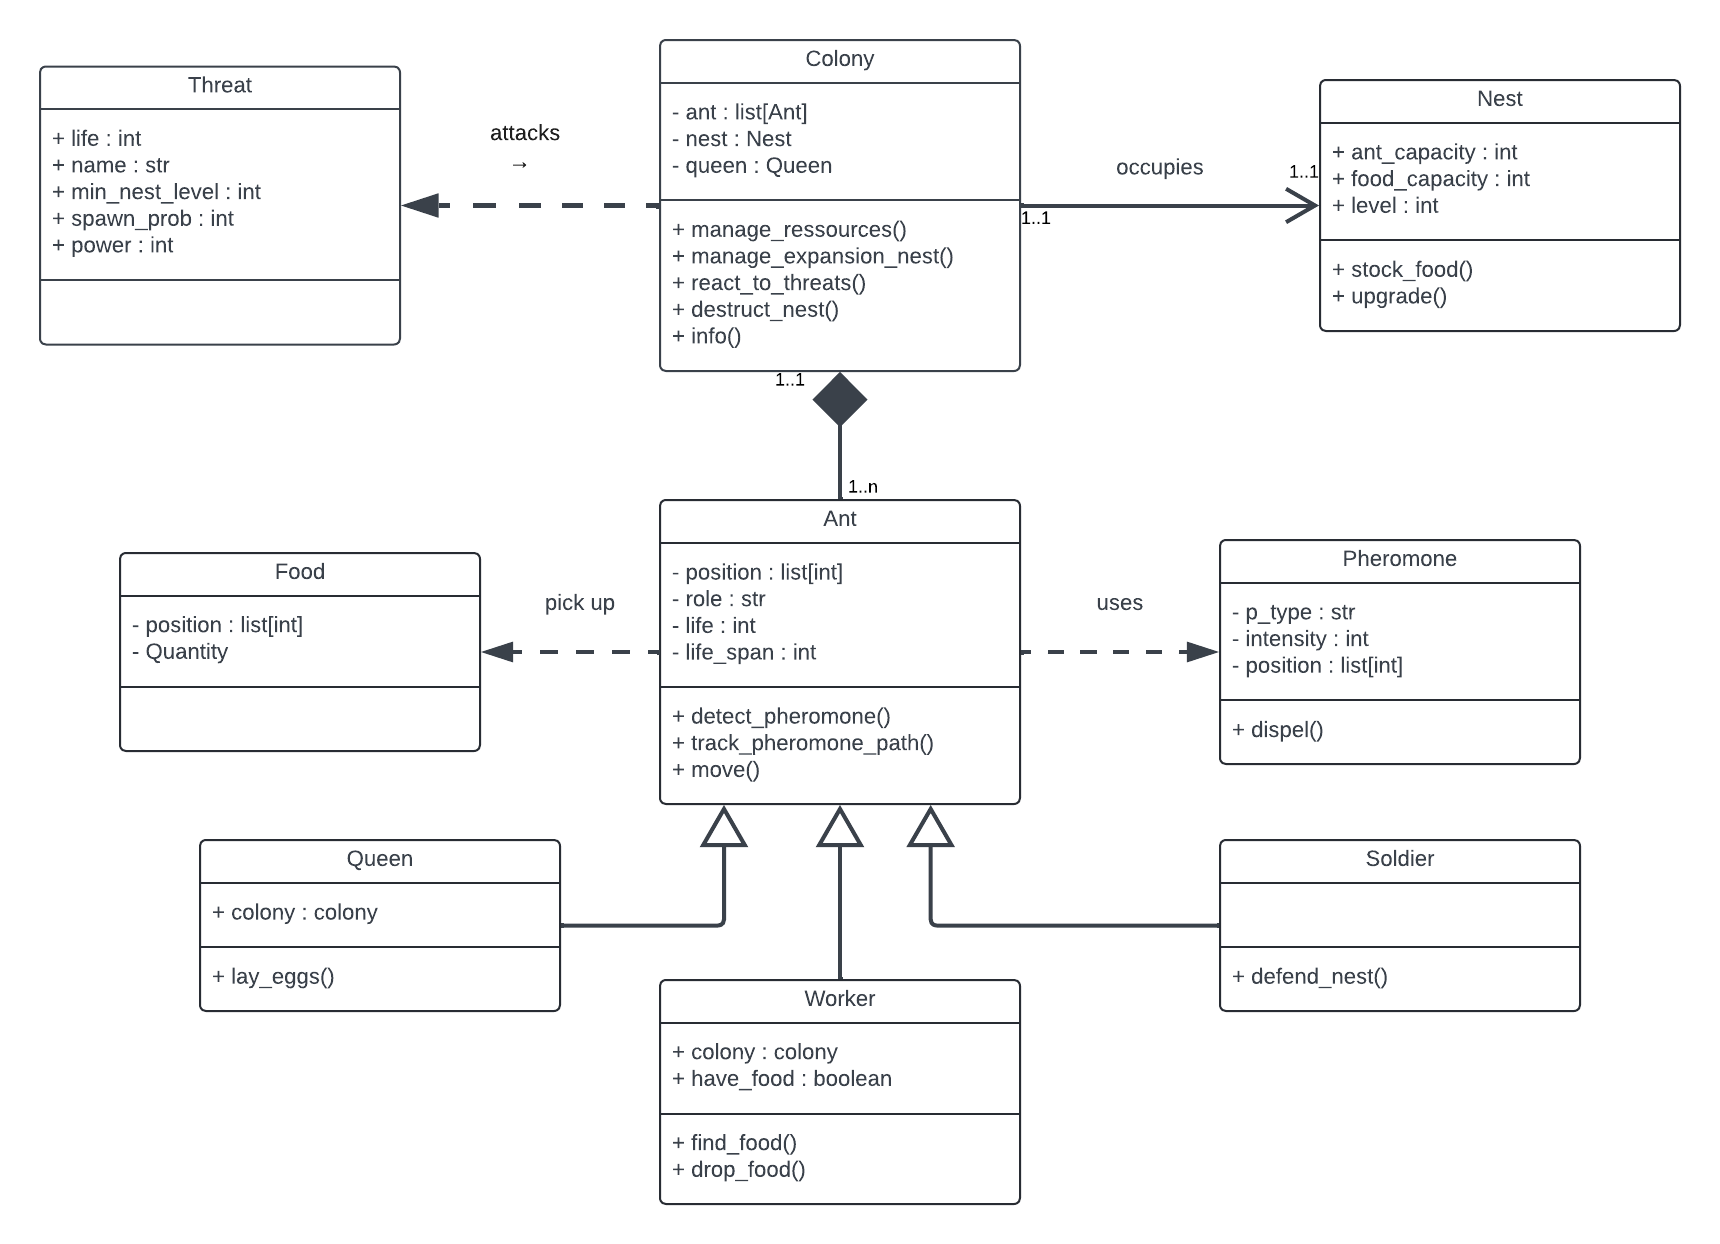 Threat
+ life : int
+ name : str
+ min_nest_level : int
+ spawn_prob : int
+ power : int
attacks
→
Colony
- ant : list[Ant]
- nest : Nest
- queen : Queen
+ manage_ressources()
+ manage_expansion_nest()
+ react_to_threats()
+ destruct_nest()
+ info()
occupies
1..1
1..1
Nest
+ ant_capacity : int
+ food_capacity : int
+ level : int
+ stock_food()
+ upgrade()
1..1
1..n
Food
- position : list[int]
- Quantity
pick up
Ant
- position : list[int]
- role : str
- life : int
- life_span : int
+ detect_pheromone()
+ track_pheromone_path()
+ move()
uses
Pheromone
- p_type : str
- intensity : int
- position : list[int]
+ dispel()
Queen
+ colony : colony
+ lay_eggs()
Worker
+ colony : colony
+ have_food : boolean
+ find_food()
+ drop_food()
Soldier
+ defend_nest()